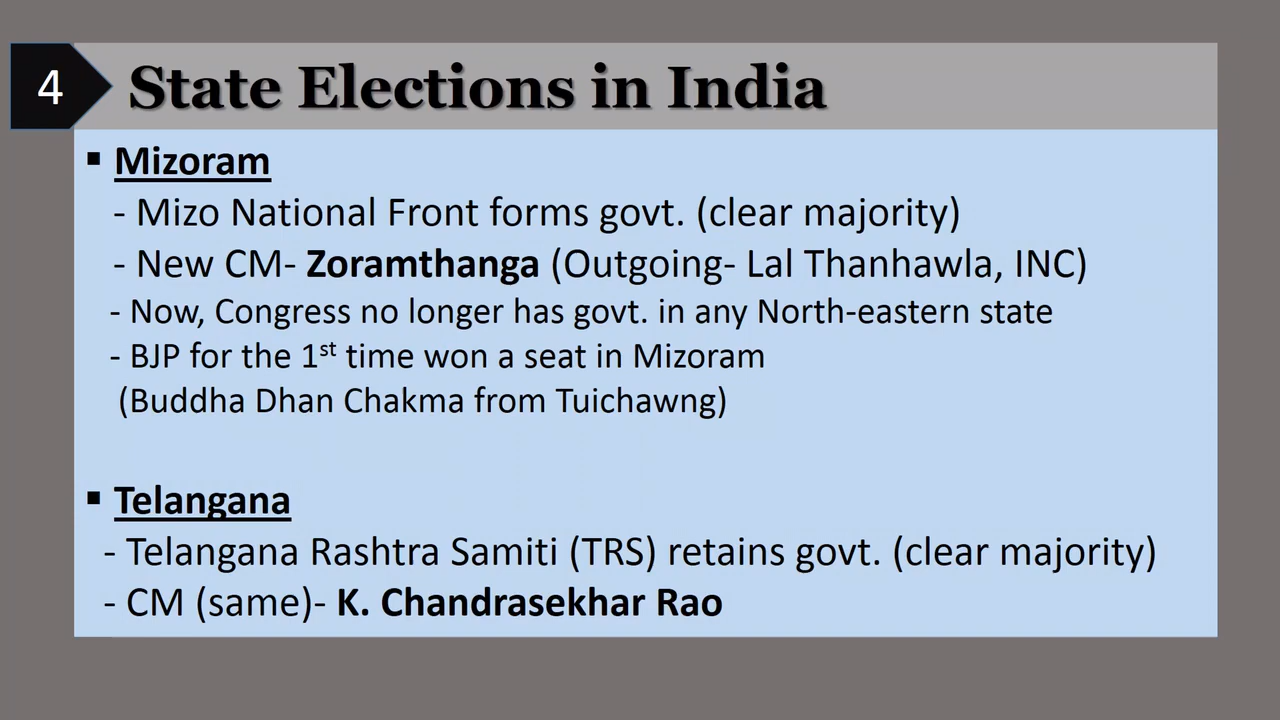 4
State Elections in India
▪ Mizoram
- Mizo National Front forms govt. (clear majority)
- New CM- Zoramthanga (Outgoing- Lal Thanhawla, INC)
- Now, Congress no longer has govt. in any North-eastern state
- BJP for the 1st time won a seat in Mizoram
(Buddha Dhan Chakma from Tuichawng)
▪ Telangana
- Telangana Rashtra Samiti (TRS) retains govt. (clear majority)
- CM (same)- K. Chandrasekhar Rao